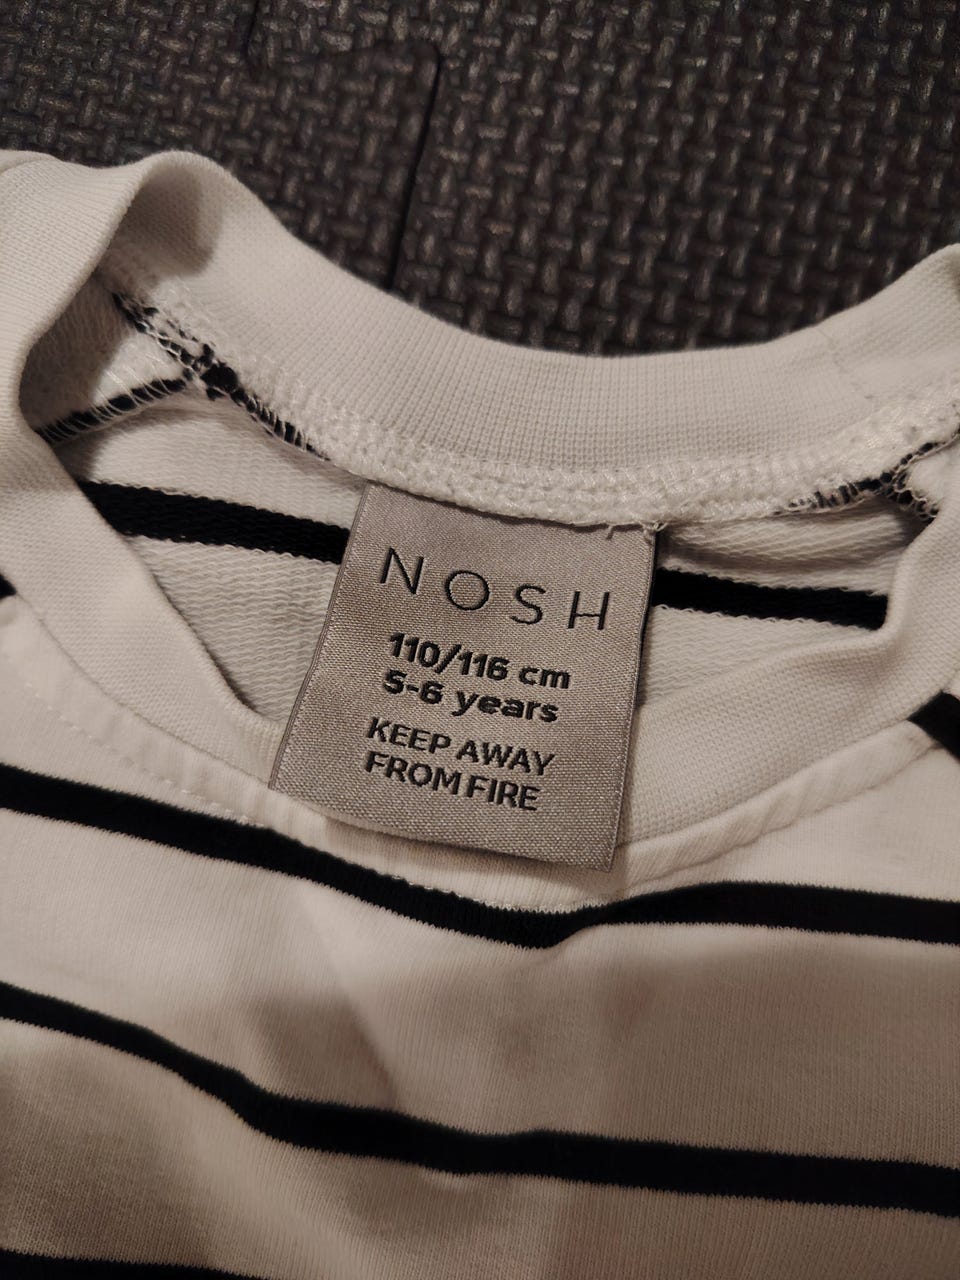 NOSH
110/116 cm
5-6 years
KEEP AWAY
FROM FIRE